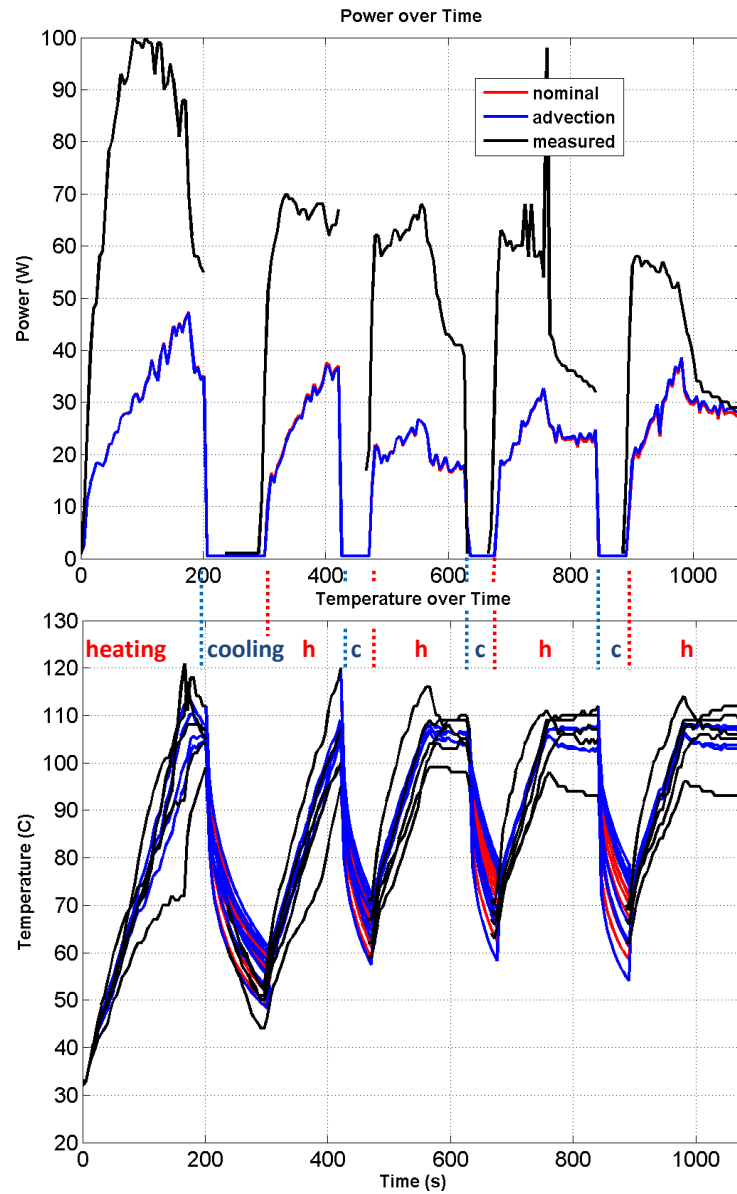 Power over Time
100
90
80
70
60
50
40
30
20
10
0
Power (W)
nominal
advection
measured
0 200 400 600 800 1000
Temperature over Time
130
120
110
100
90
80
70
60
50
40
30
20
Temperature (C)
heating cooling h c h c h c h
0 200 400 600 800 1000
Time (s)